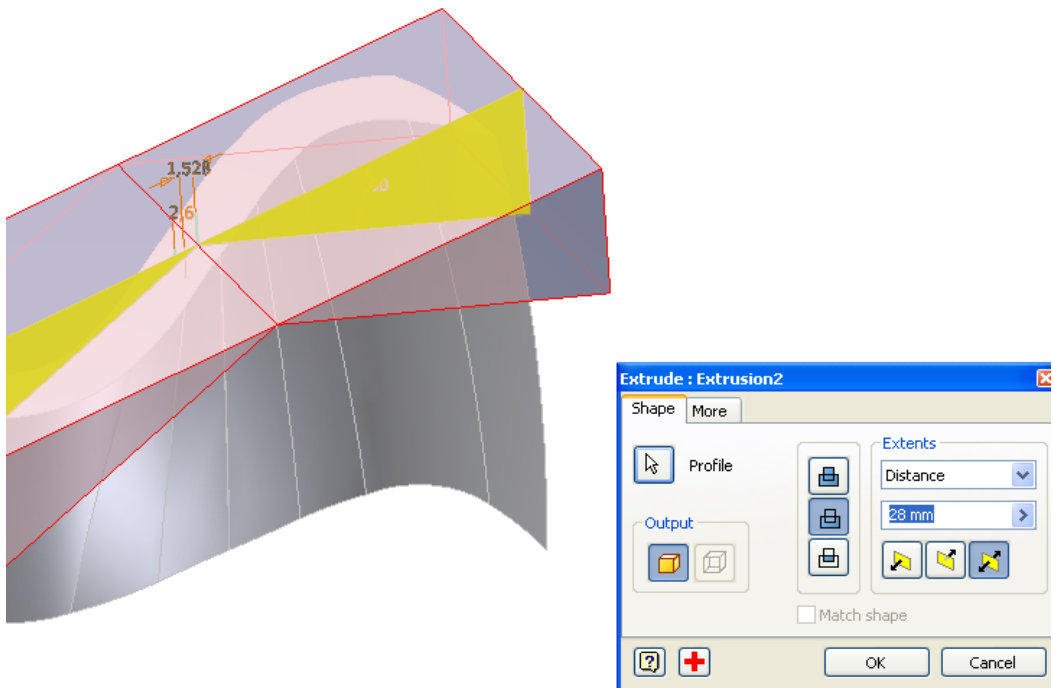 1,528
2,6
Extrude : Extrusion2
Shape
More
Profile
Extents
Distance
28 mm
Output
Match shape
OK
Cancel